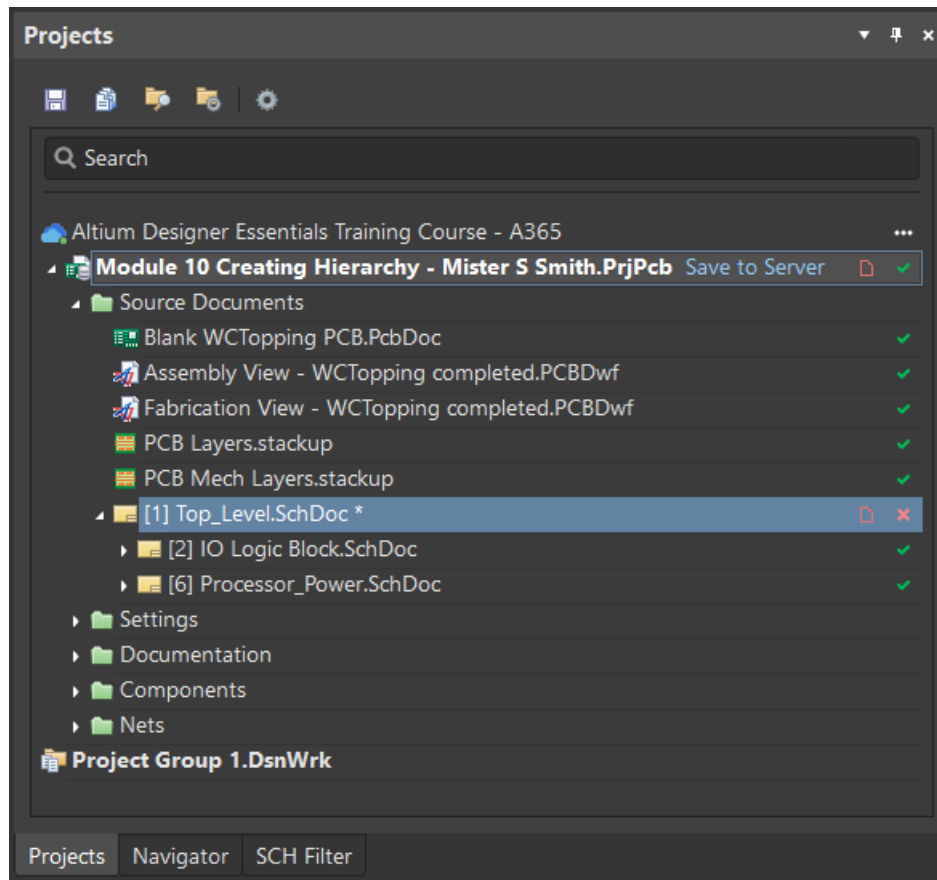 Projects
Search
Altium Designer Essentials Training Course - A365
Module 10 Creating Hierarchy - Mister S Smith.PrjPcb Save to Server
Source Documents
Blank WCTopping PCB.PcbDoc
Assembly View - WCTopping completed.PCBDwf
Fabrication View - WCTopping completed.PCBDwf
PCB Layers.stackup
PCB Mech Layers.stackup
[1] Top_Level.SchDoc *
[2] IO Logic Block.SchDoc
[6] Processor_Power.SchDoc
Settings
Documentation
Components
Nets
Project Group 1.DsnWrk
Projects Navigator SCH Filter